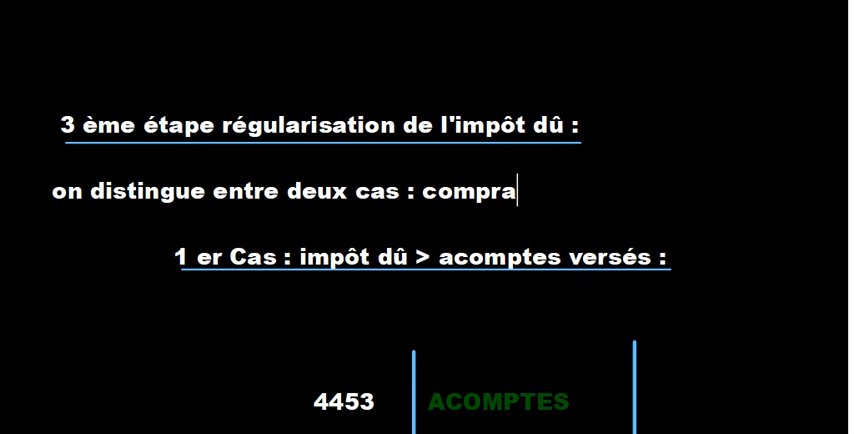 3 ème étape régularisation de l'impôt dû :
on distingue entre deux cas : compra
1 er Cas : impôt dû > acomptes versés :
4453 ACOMPTES